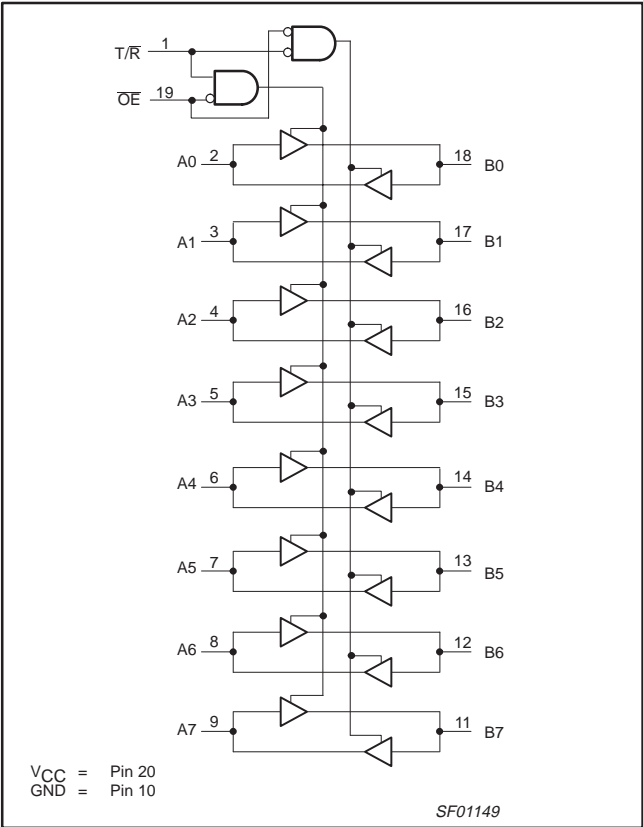 T/R̅ 1
O̅E̅ 19
A0 2 18 B0
A1 3 17 B1
A2 4 16 B2
A3 5 15 B3
A4 6 14 B4
A5 7 13 B5
A6 8 12 B6
A7 9 11 B7
VCC = Pin 20
GND = Pin 10
SF01149